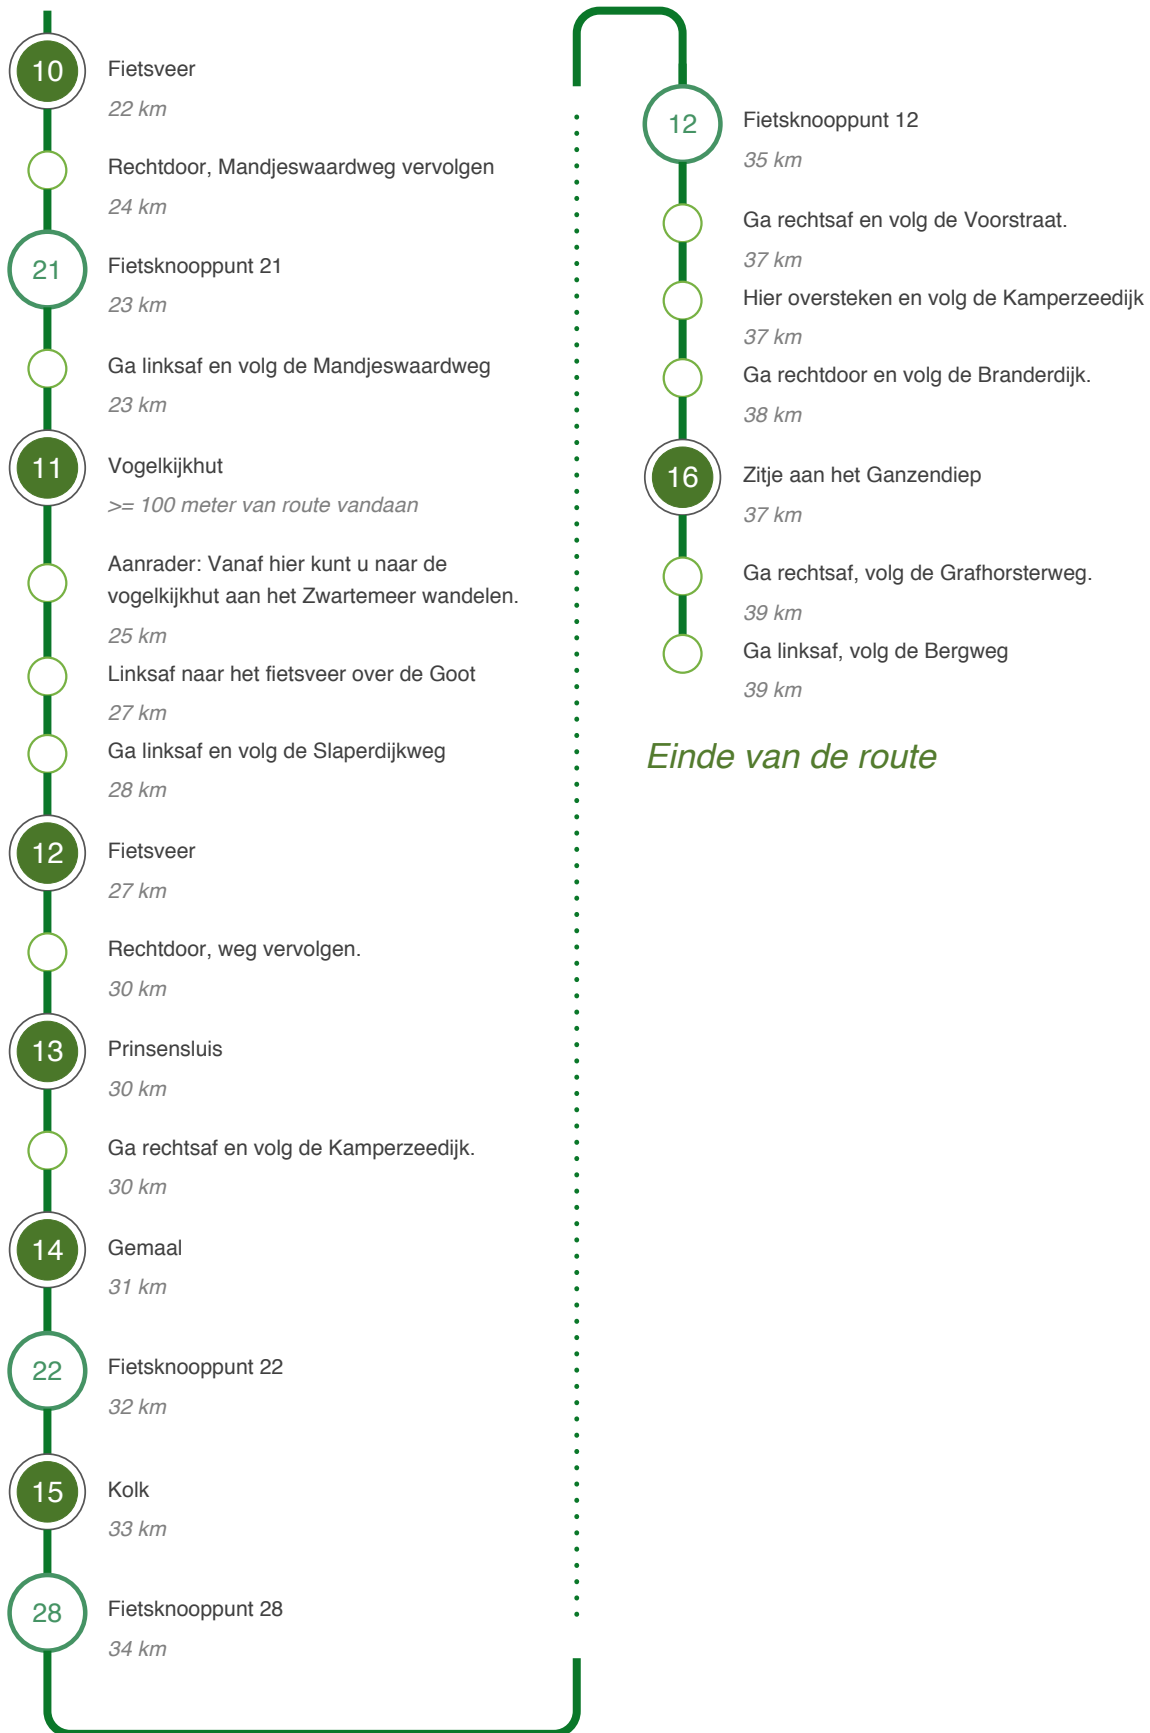 10
Fietsveer
22 km
Rechtdoor, Mandjeswaardweg vervolgen
24 km
21
Fietsknooppunt 21
23 km
Ga linksaf en volg de Mandjeswaardweg
23 km
11
Vogelkijkhut
>= 100 meter van route vandaan
Aanrader: Vanaf hier kunt u naar de
vogelkijkhut aan het Zwartemeer wandelen.
25 km
Linksaf naar het fietsveer over de Goot
27 km
Ga linksaf en volg de Slaperdijkweg
28 km
12
Fietsveer
27 km
Rechtdoor, weg vervolgen.
30 km
13
Prinsensluis
30 km
Ga rechtsaf en volg de Kamperzeedijk.
30 km
14
Gemaal
31 km
22
Fietsknooppunt 22
32 km
15
Kolk
33 km
28
Fietsknooppunt 28
34 km
12
Fietsknooppunt 12
35 km
Ga rechtsaf en volg de Voorstraat.
37 km
Hier oversteken en volg de Kamperzeedijk
37 km
Ga rechtdoor en volg de Branderdijk.
38 km
16
Zitje aan het Ganzendiep
37 km
Ga rechtsaf, volg de Grafhorsterweg.
39 km
Ga linksaf, volg de Bergweg
39 km
Einde van de route